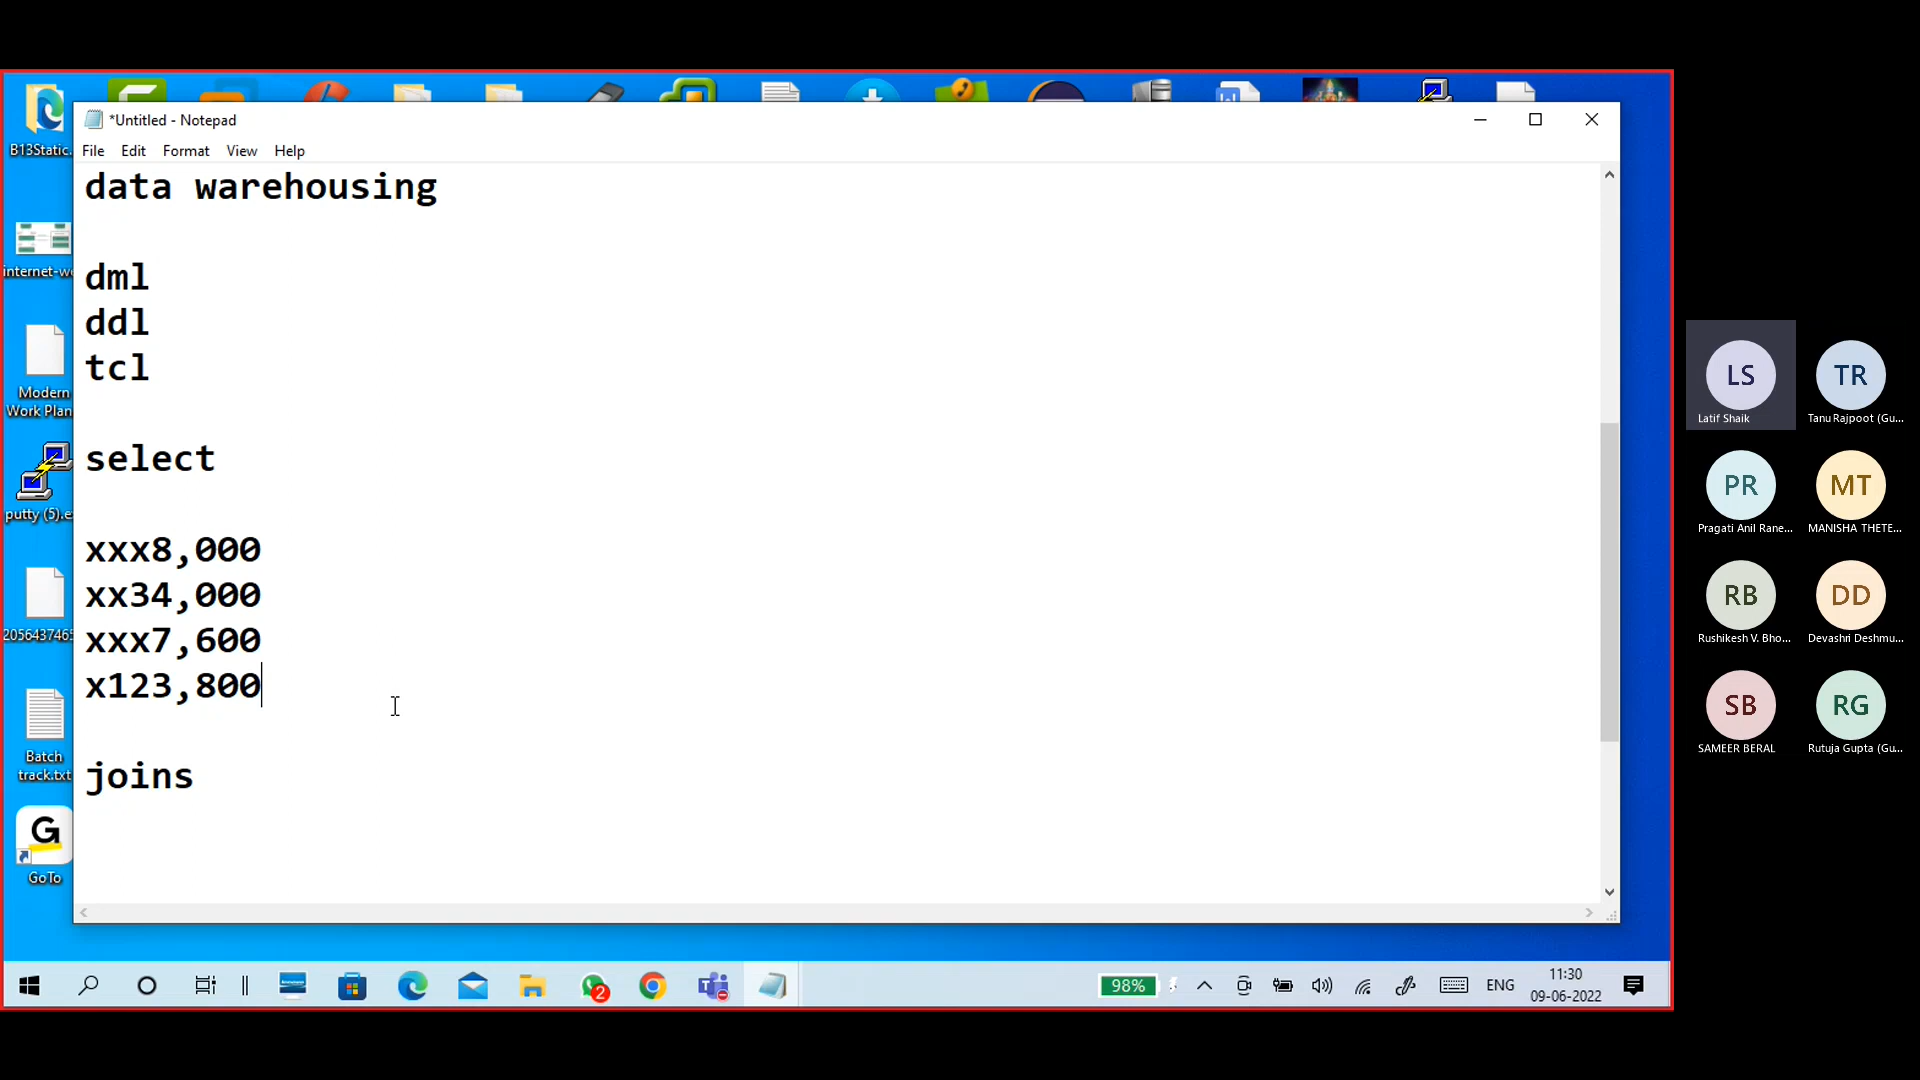 *Untitled - Notepad
File Edit Format View Help
data warehousing
dml
ddl
tcl
select
xxx8,000
xx34,000
xxx7,600
x123,800
joins
B13Static.
internet-w
Modern
Work Plan
putty (5).e
205643746
Batch
track.txt
G
GoTo
LS
Latif Shaik
TR
Tanu Rajpoot (Gu...
PR
Pragati Anil Rane...
MT
MANISHA THETE...
RB
Rushikesh V. Bho...
DD
Devashri Deshmu...
SB
SAMEER BERAL
RG
Rutuja Gupta (Gu...
2
98%
ENG
11:30
09-06-2022